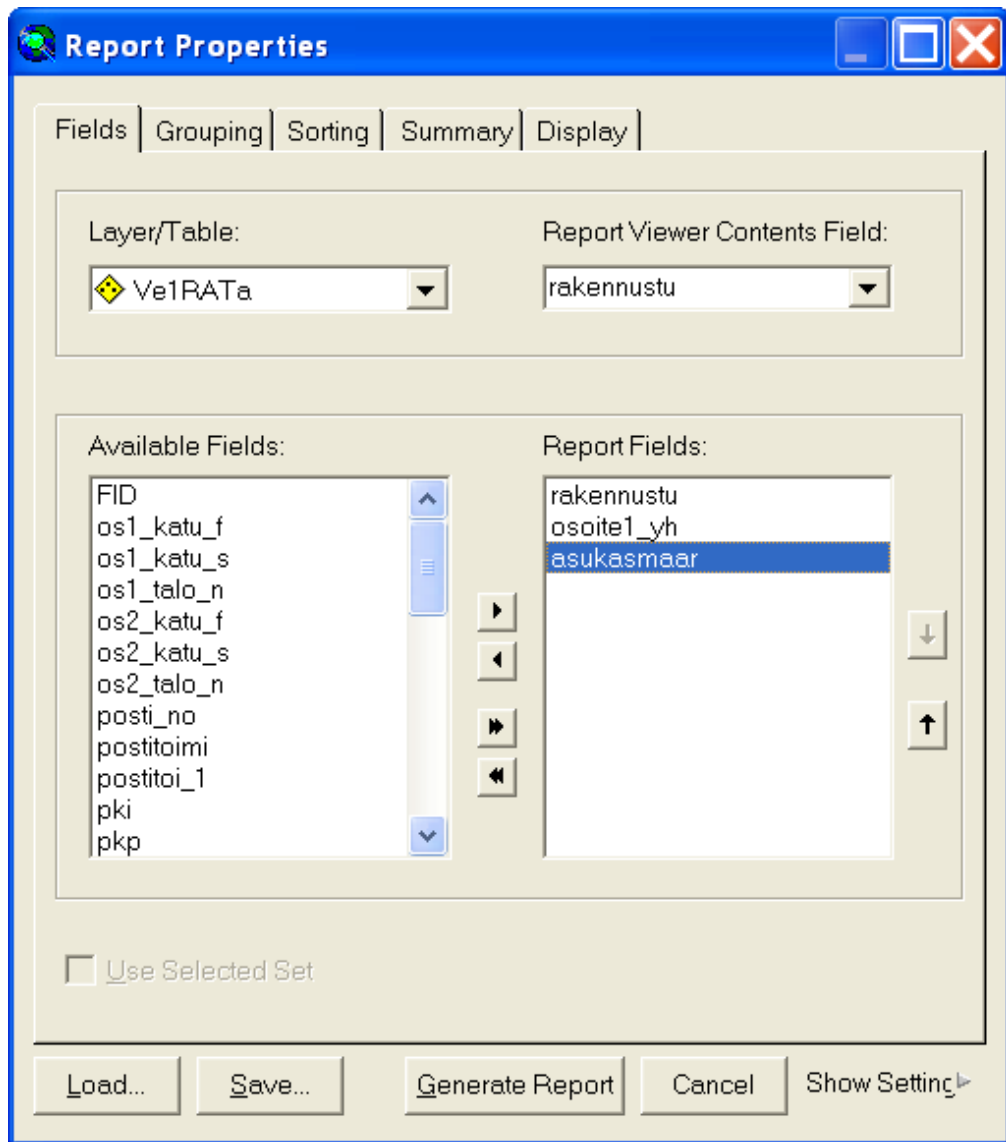 Report Properties
Fields Grouping Sorting Summary Display
Layer/Table:
Report Viewer Contents Field:
Ve1RATa
rakennustu
Available Fields:
FID
os1_katu_f
os1_katu_s
os1_talo_n
os2_katu_f
os2_katu_s
os2_talo_n
posti_no
postitoimi
postitoi_1
pki
pkp
Report Fields:
rakennustu
osoite1_yh
asukasmaar
Use Selected Set
Load... Save... Generate Report Cancel Show Setting